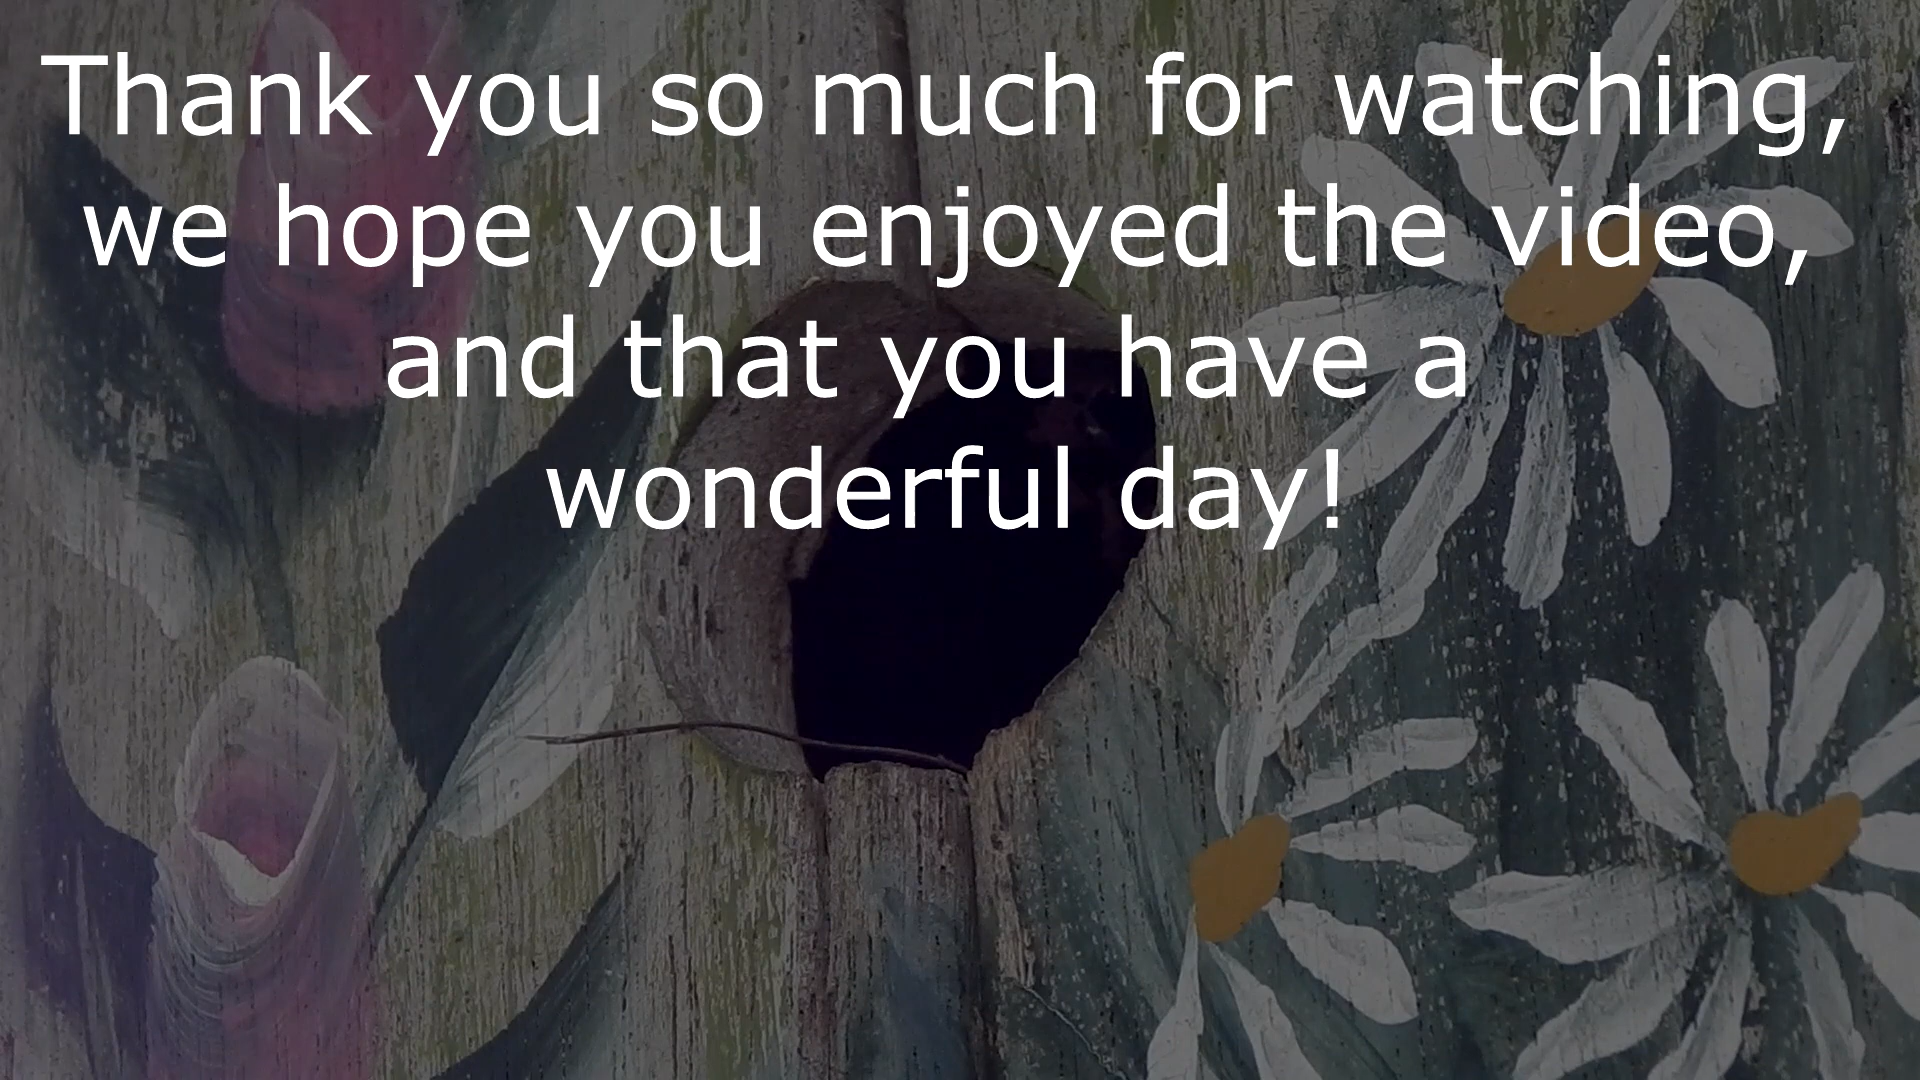 Thank you so much for watching,
we hope you enjoyed the video,
and that you have a
wonderful day!